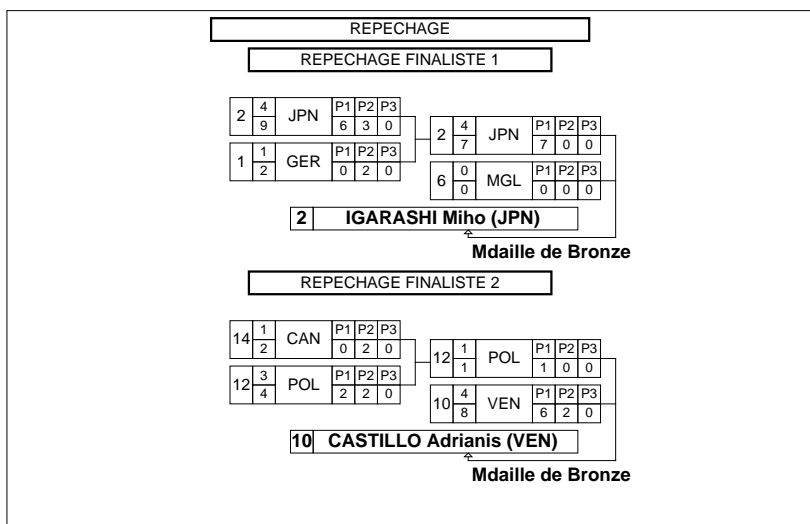 REPECHAGE
REPECHAGE FINALISTE 1
2 4 9 JPN P1 P2 P3 6 3 0
1 1 2 GER P1 P2 P3 0 2 0
2 4 7 JPN P1 P2 P3 7 0 0
6 0 0 MGL P1 P2 P3 0 0 0
2 IGARASHI Miho (JPN)
Mdaille de Bronze
REPECHAGE FINALISTE 2
14 1 2 CAN P1 P2 P3 0 2 0
12 3 4 POL P1 P2 P3 2 2 0
12 1 1 POL P1 P2 P3 1 0 0
10 4 8 VEN P1 P2 P3 6 2 0
10 CASTILLO Adrianis (VEN)
Mdaille de Bronze